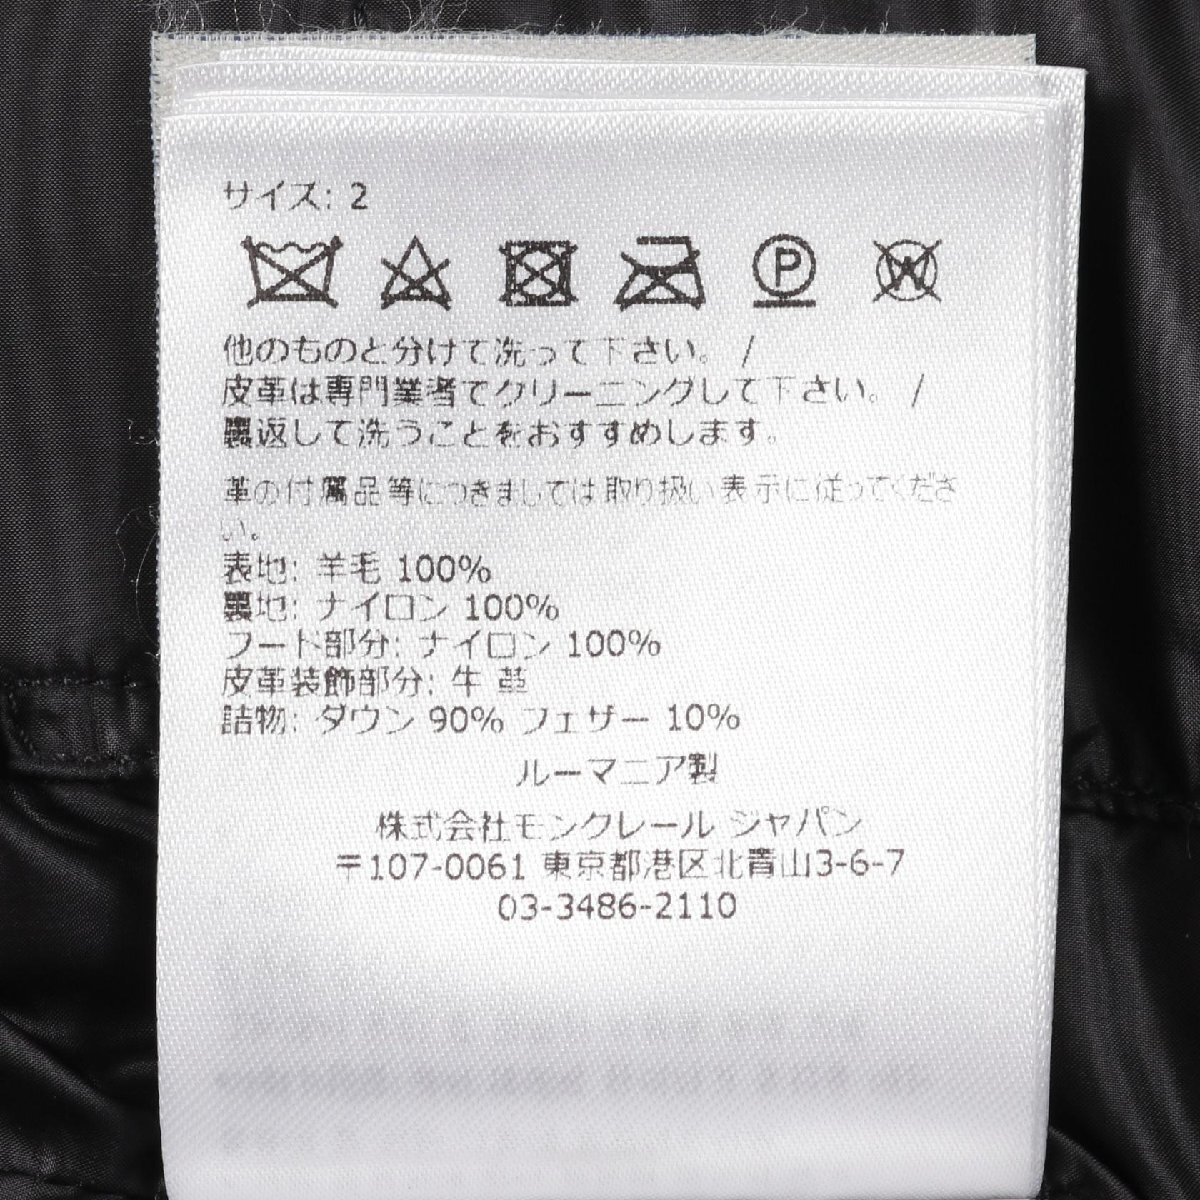 サイズ: 2
P
W
他のものと分けて洗って下さい。 /
皮革は専門業者でクリーニングして下さい。 /
裏返して洗うことをおすすめします。
革の付属品等につきましては取り扱い表示に従ってくださ
い。
表地: 羊毛 100%
裏地: ナイロン 100%
フード部分: ナイロン 100%
皮革装飾部分: 牛 革
詰物: ダウン 90% フェザー 10%
ルーマニア製
株式会社モンクレール ジャパン
〒107-0061 東京都港区北青山3-6-7
03-3486-2110